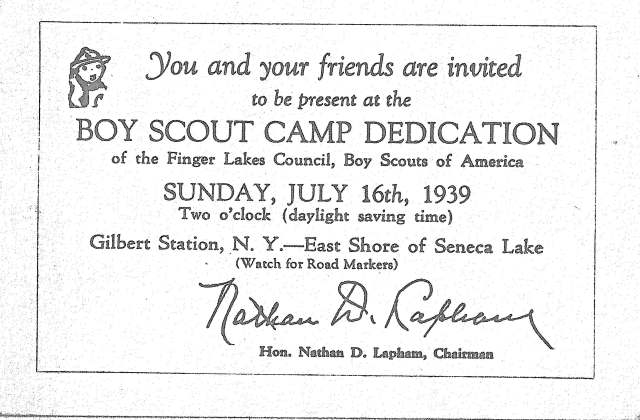 You and your friends are invited
to be present at the
BOY SCOUT CAMP DEDICATION
of the Finger Lakes Council, Boy Scouts of America
SUNDAY, JULY 16th, 1939
Two o'clock (daylight saving time)
Gilbert Station, N. Y.—East Shore of Seneca Lake
(Watch for Road Markers)
Nathan D. Lapham
Hon. Nathan D. Lapham, Chairman